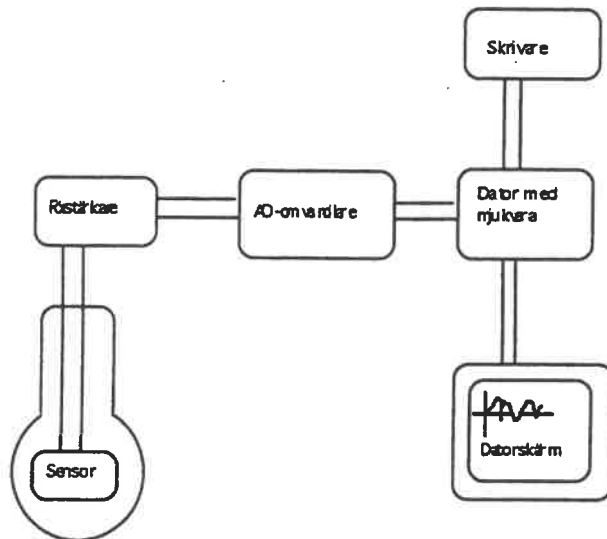 Skrivare
Förstärkare
AD-omvandlare
Dator med
mjukvara
Sensor
Datorskärm